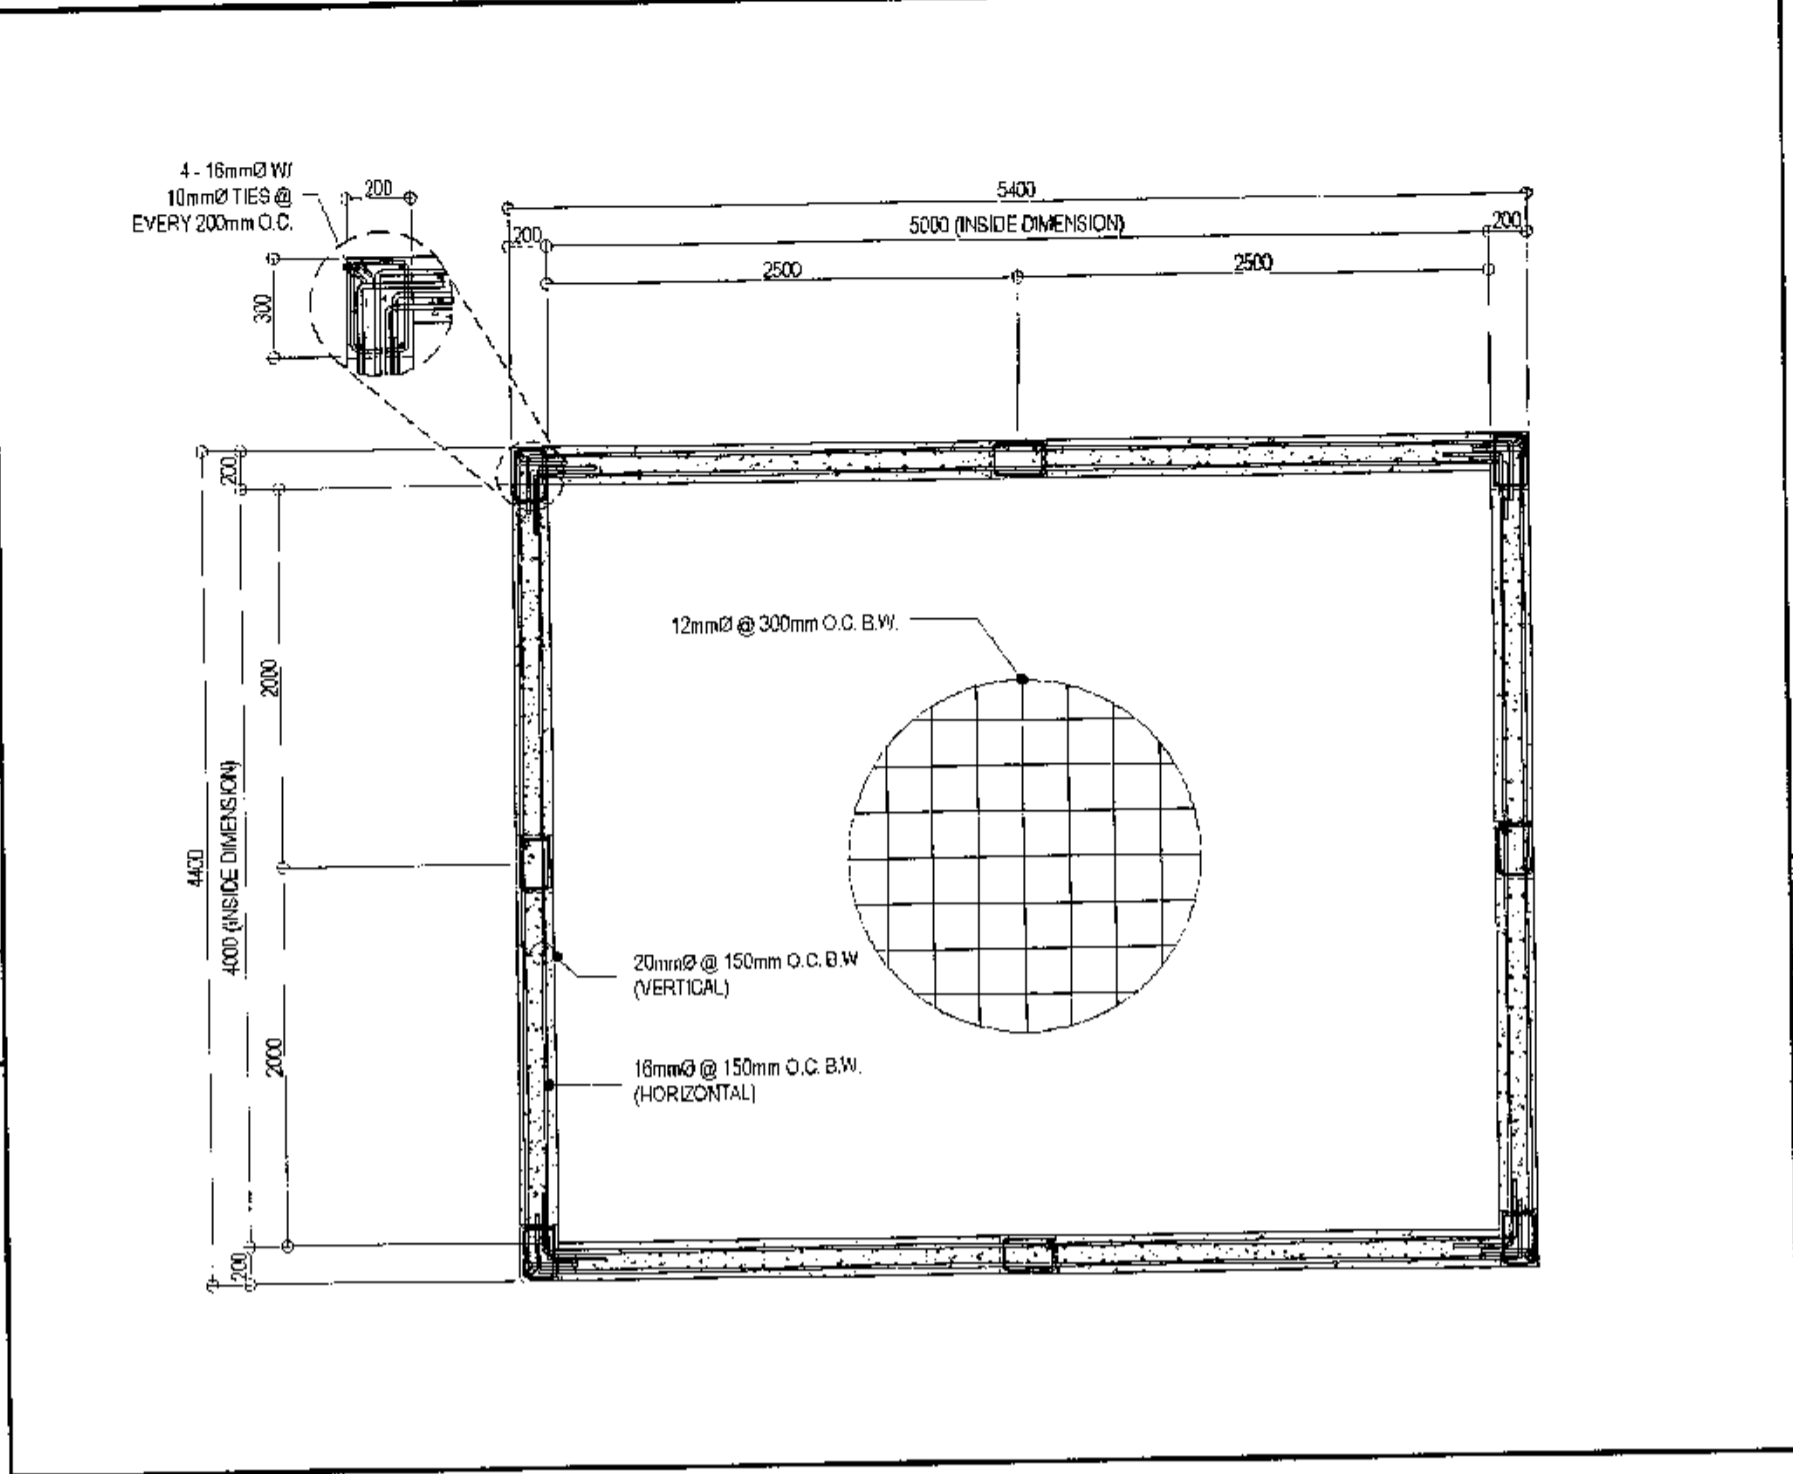 4 - 16mmØ W/
10mmØ TIES @
EVERY 200mm O.C.
200
300
5400
5000 (INSIDE DIMENSION)
200
200
2500
2500
200
2000
4400
4000 (INSIDE DIMENSION)
2000
200
12mmØ @ 300mm O.C. B.W.
20mmØ @ 150mm O.C. B.W
(VERTICAL)
16mmØ @ 150mm O.C. B.W.
(HORIZONTAL)